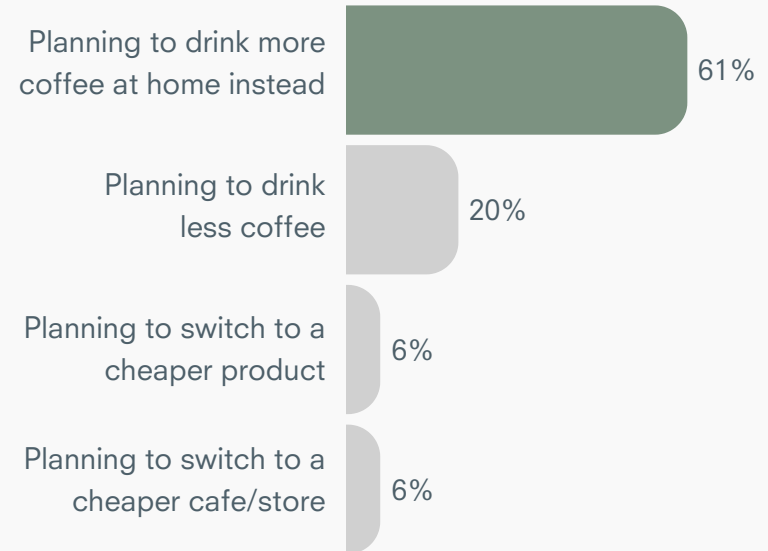 Planning to drink more
coffee at home instead
61%
Planning to drink
less coffee
20%
Planning to switch to a
cheaper product
6%
Planning to switch to a
cheaper cafe/store
6%